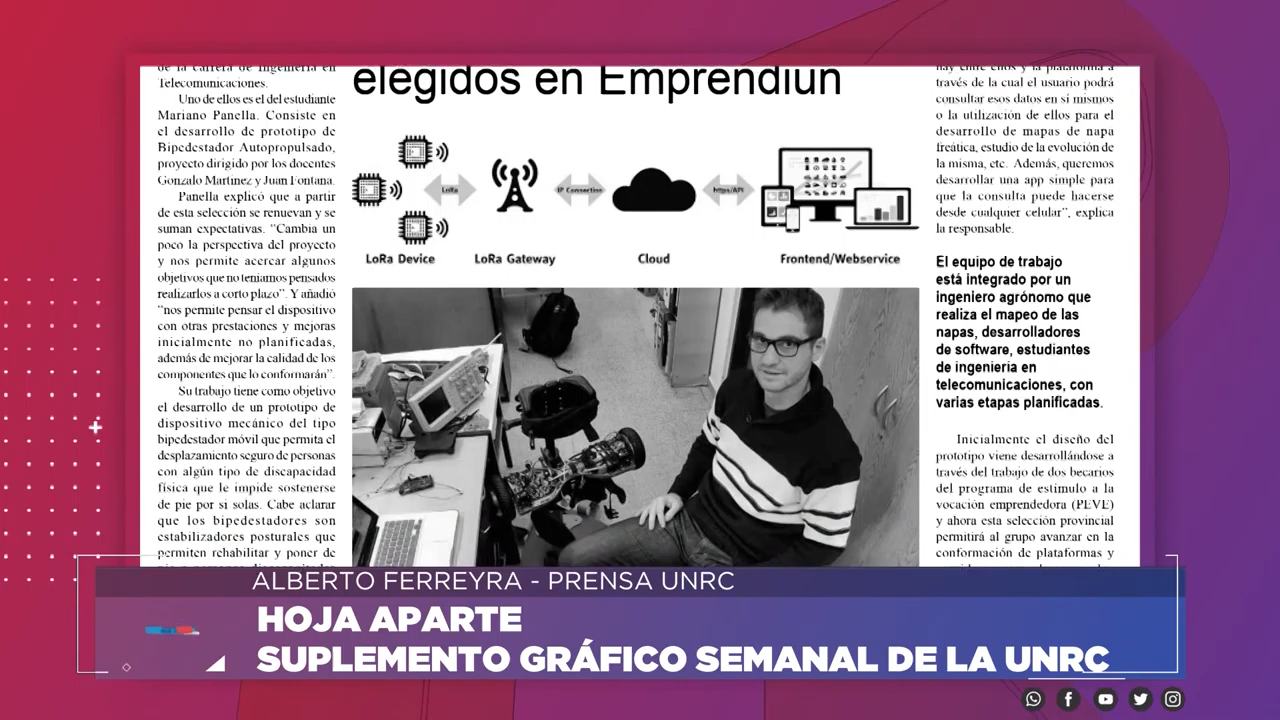 de la carrera de Ingeniería en
Telecomunicaciones.
Uno de ellos es el del estudiante
Mariano Panella. Consiste en
el desarrollo de prototipo de
Bipedestador Autopropulsado,
proyecto dirigido por los docentes
Gonzalo Martínez y Juan Fontana.
Panella explicó que a partir
de esta selección se renuevan y se
suman expectativas. “Cambia un
poco la perspectiva del proyecto
y nos permite acercar algunos
objetivos que no teníamos pensados
realizarlos a corto plazo”. Y añadió
“nos permite pensar el dispositivo
con otras prestaciones y mejoras
inicialmente no planificadas,
además de mejorar la calidad de los
componentes que lo conformarán”.
Su trabajo tiene como objetivo
el desarrollo de un prototipo de
dispositivo mecánico del tipo
bipedestador móvil que permita el
desplazamiento seguro de personas
con algún tipo de discapacidad
física que le impide sostenerse
de pie por si solas. Cabe aclarar
que los bipedestadores son
estabilizadores posturales que
permiten rehabilitar y poner de
elegidos en Emprendiun
LoRa
IP Connection
https/API
LoRa Device
LoRa Gateway
Cloud
Frontend/Webservice
hay entre ellos y la plataforma a
través de la cual el usuario podrá
consultar esos datos en sí mismos
o la utilización de ellos para el
desarrollo de mapas de napa
freática, estudio de la evolución de
la misma, etc. Además, queremos
desarrollar una app simple para
que la consulta puede hacerse
desde cualquier celular”, explica
la responsable.
El equipo de trabajo
está integrado por un
ingeniero agrónomo que
realiza el mapeo de las
napas, desarrolladores
de software, estudiantes
de ingeniería en
telecomunicaciones, con
varias etapas planificadas.
Inicialmente el diseño del
prototipo viene desarrollándose a
través del trabajo de dos becarios
del programa de estimulo a la
vocación emprendedora (PEVE)
y ahora esta selección provincial
permitirá al grupo avanzar en la
conformación de plataformas y
ALBERTO FERREYRA - PRENSA UNRC
HOJA APARTE
SUPLEMENTO GRÁFICO SEMANAL DE LA UNRC